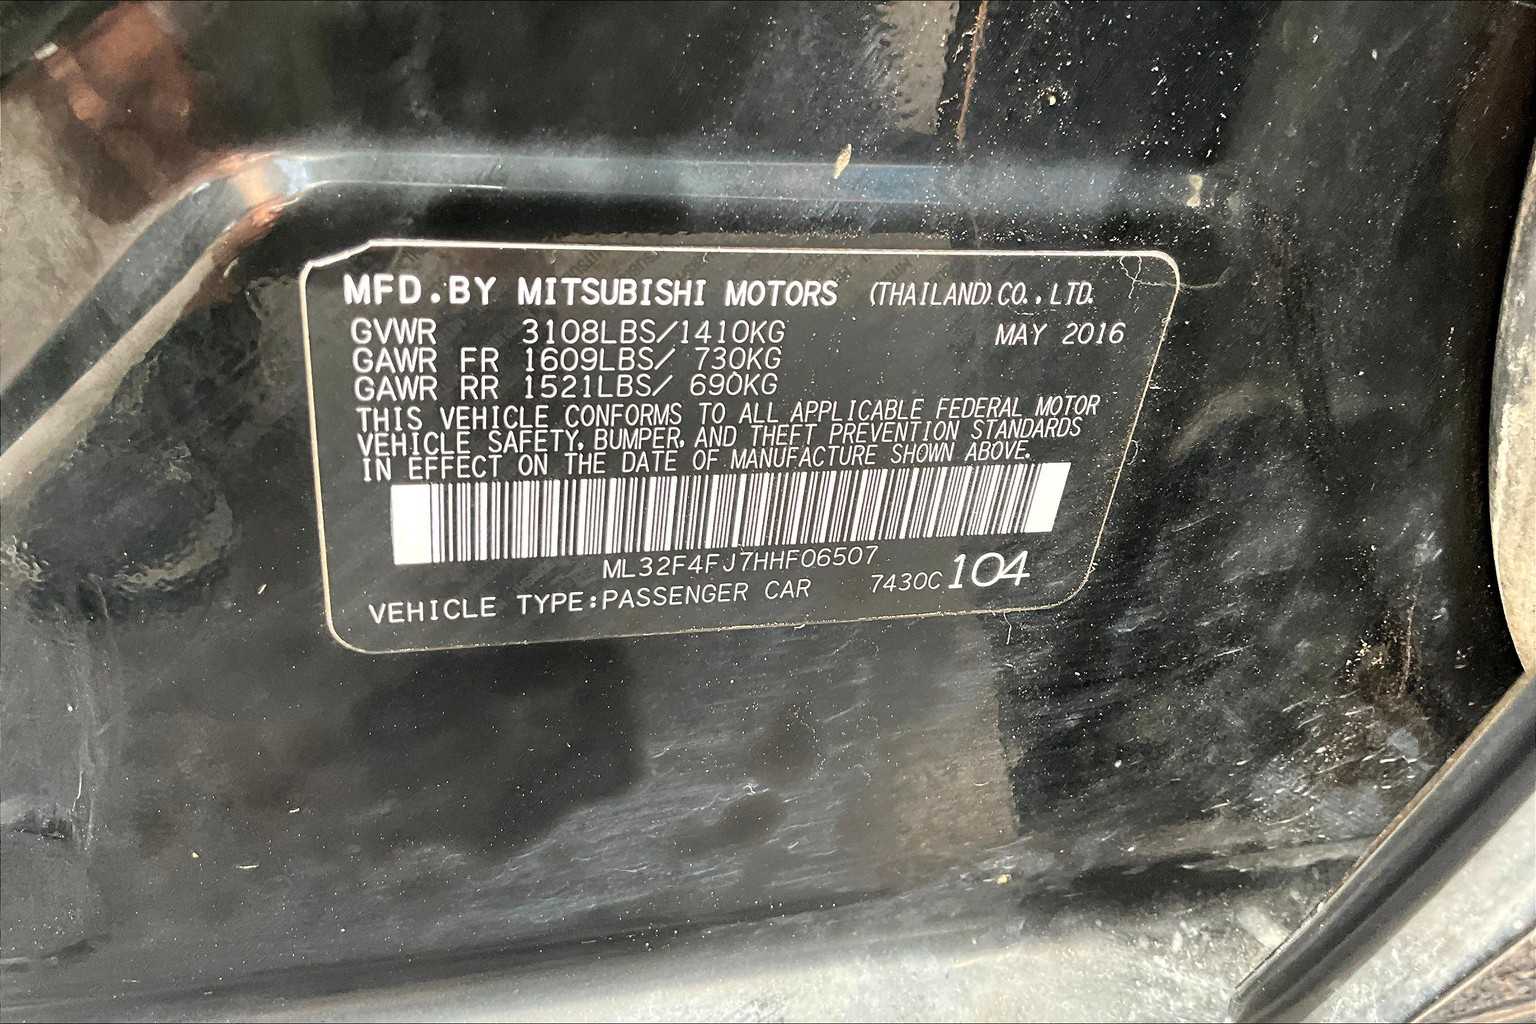 MFD.BY MITSUBISHI MOTORS (THAILAND) CO., LTD.
GVWR 3108LBS/1410KG MAY 2016
GAWR FR 1609LBS/ 730KG
GAWR RR 1521LBS/ 690KG
THIS VEHICLE CONFORMS TO ALL APPLICABLE FEDERAL MOTOR
VEHICLE SAFETY, BUMPER, AND THEFT PREVENTION STANDARDS
IN EFFECT ON THE DATE OF MANUFACTURE SHOWN ABOVE.
ML32F4FJ7HHF06507
VEHICLE TYPE:PASSENGER CAR 7430C 104